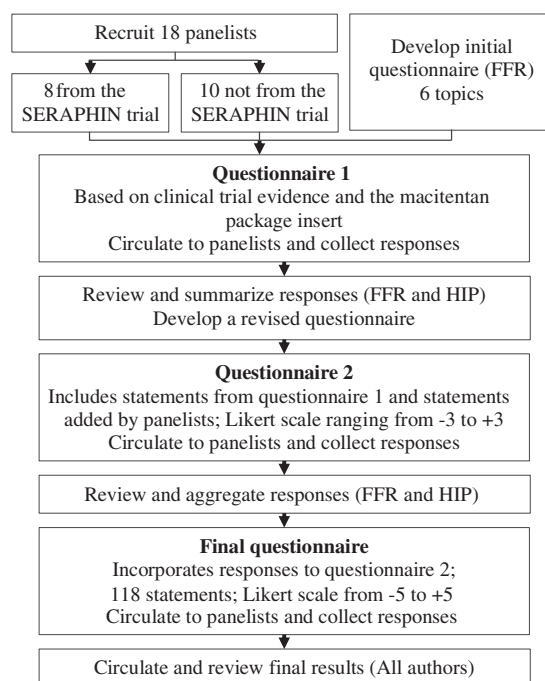 Recruit 18 panelists
8 from the
SERAPHIN trial
10 not from the
SERAPHIN trial
Develop initial
questionnaire (FFR)
6 topics
Questionnaire 1
Based on clinical trial evidence and the macitentan
package insert
Circulate to panelists and collect responses
Review and summarize responses (FFR and HIP)
Develop a revised questionnaire
Questionnaire 2
Includes statements from questionnaire 1 and statements
added by panelists; Likert scale ranging from -3 to +3
Circulate to panelists and collect responses
Review and aggregate responses (FFR and HIP)
Final questionnaire
Incorporates responses to questionnaire 2;
118 statements; Likert scale from -5 to +5
Circulate to panelists and collect responses
Circulate and review final results (All authors)